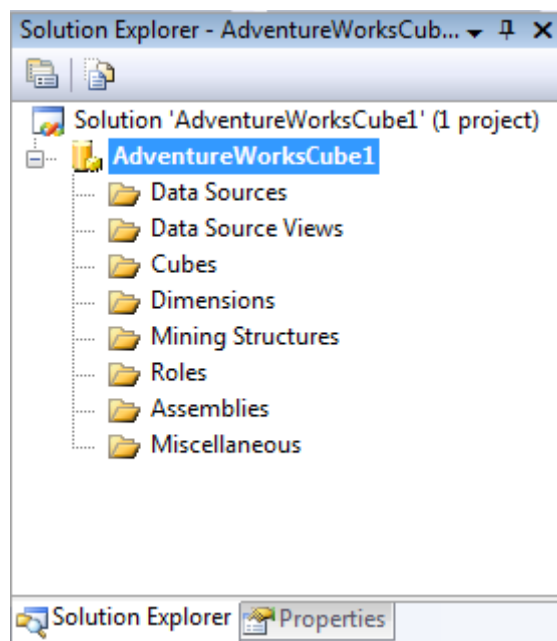 Solution Explorer - AdventureWorksCub...
Solution 'AdventureWorksCube1' (1 project)
AdventureWorksCube1
Data Sources
Data Source Views
Cubes
Dimensions
Mining Structures
Roles
Assemblies
Miscellaneous
Solution Explorer Properties